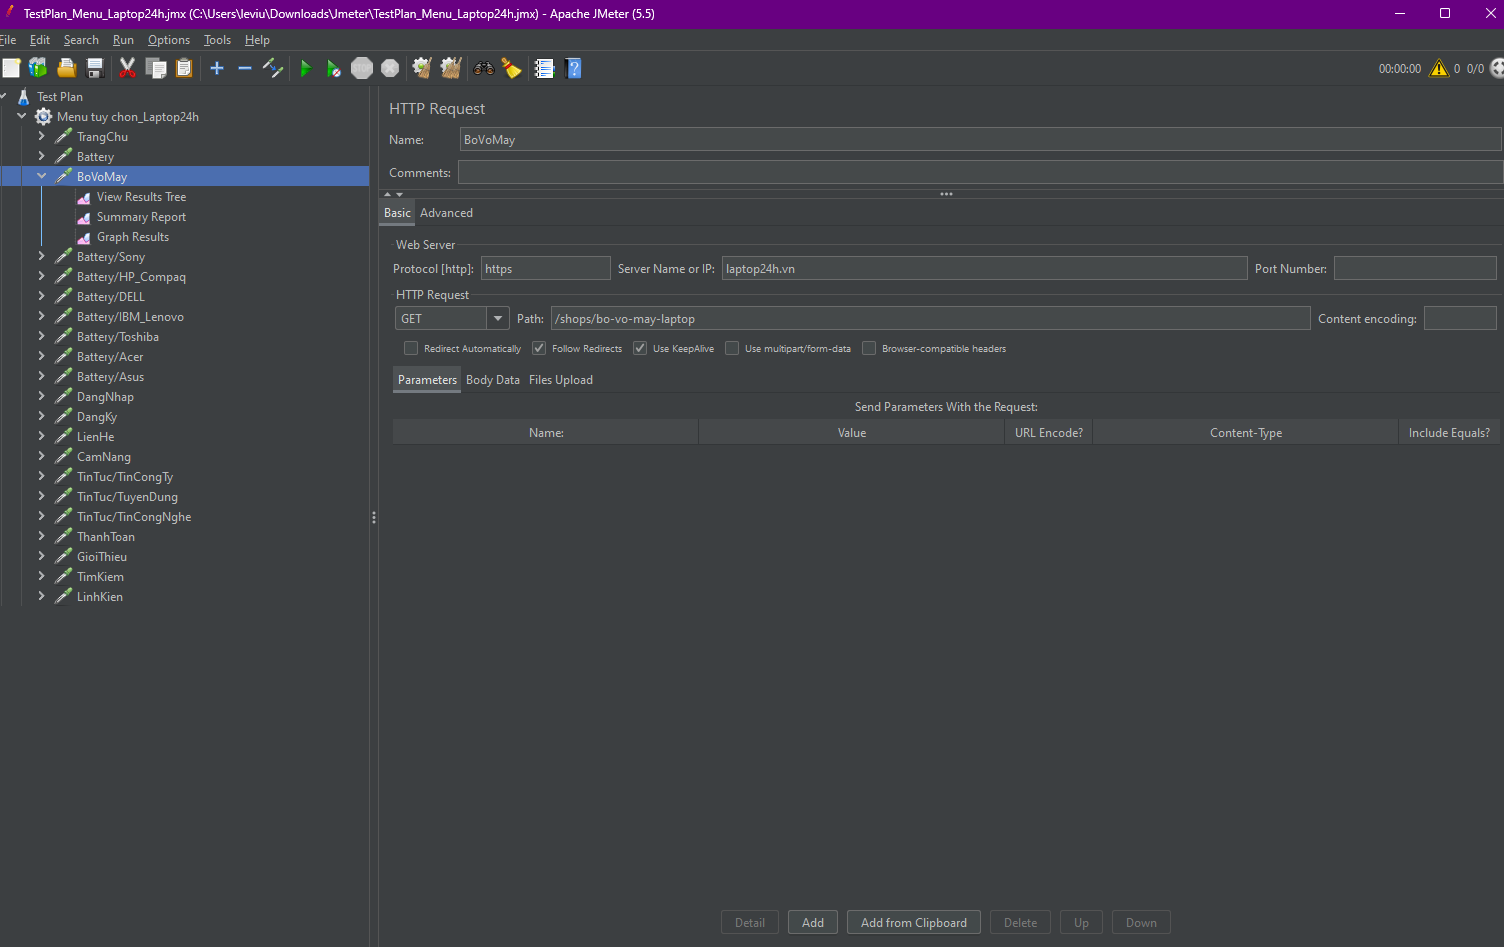 TestPlan_Menu_Laptop24h.jmx (C:\Users\leviu\Downloads\Jmeter\TestPlan_Menu_Laptop24h.jmx) - Apache JMeter (5.5)
File Edit Search Run Options Tools Help
STOP
00:00:00 0 0/0
Test Plan
Menu tuy chon_Laptop24h
TrangChu
Battery
BoVoMay
View Results Tree
Summary Report
Graph Results
Battery/Sony
Battery/HP_Compaq
Battery/DELL
Battery/IBM_Lenovo
Battery/Toshiba
Battery/Acer
Battery/Asus
DangNhap
DangKy
LienHe
CamNang
TinTuc/TinCongTy
TinTuc/TuyenDung
TinTuc/TinCongNghe
ThanhToan
GioiThieu
TimKiem
LinhKien
HTTP Request
Name: BoVoMay
Comments:
Basic Advanced
Web Server
Protocol [http]: https Server Name or IP: laptop24h.vn Port Number:
HTTP Request
GET Path: /shops/bo-vo-may-laptop Content encoding:
Redirect Automatically Follow Redirects Use KeepAlive Use multipart/form-data Browser-compatible headers
Parameters Body Data Files Upload
Send Parameters With the Request:
Name: Value URL Encode? Content-Type Include Equals?
Detail Add Add from Clipboard Delete Up Down